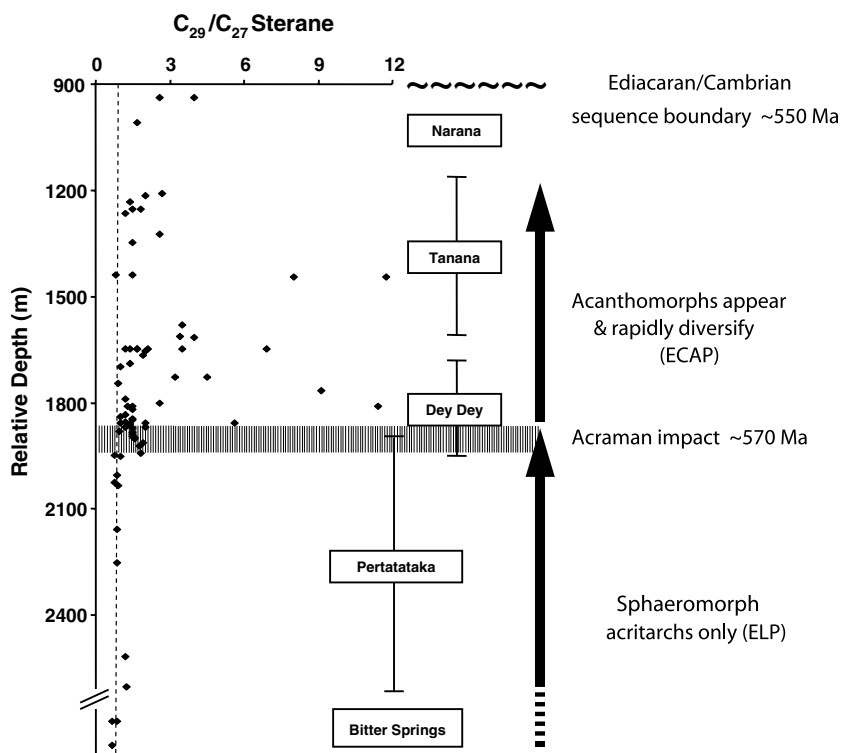 C29/C27 Sterane
0 3 6 9 12
900
1200
1500
1800
2100
2400
Relative Depth (m)
Narana
Tanana
Dey Dey
Pertatataka
Bitter Springs
Ediacaran/Cambrian
sequence boundary ~550 Ma
Acanthomorphs appear
& rapidly diversify
(ECAP)
Acraman impact ~570 Ma
Sphaeromorph
acritarchs only (ELP)